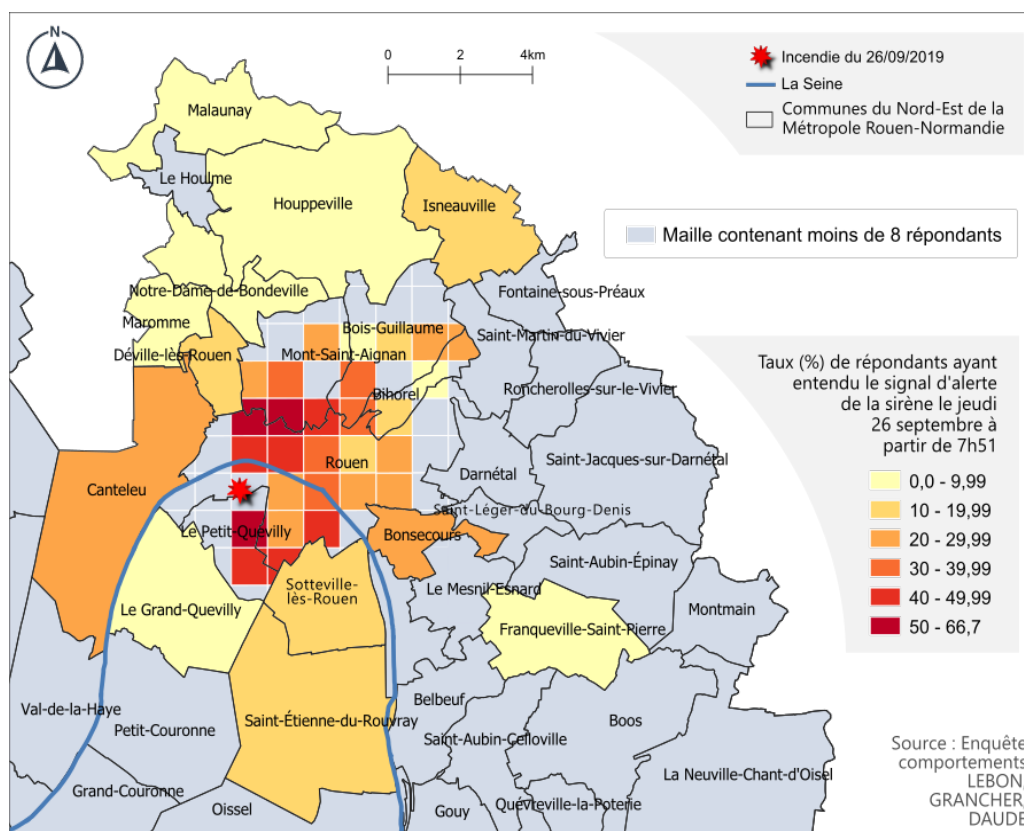 N
0 2 4km
Incendie du 26/09/2019
La Seine
Communes du Nord-Est de la
Métropole Rouen-Normandie
Maille contenant moins de 8 répondants
Taux (%) de répondants ayant
entendu le signal d'alerte
de la sirène le jeudi
26 septembre à
partir de 7h51
0,0 - 9,99
10 - 19,99
20 - 29,99
30 - 39,99
40 - 49,99
50 - 66,7
Malaunay
Le Houlme
Houppeville
Isneauville
Notre-Dame-de-Bondeville
Fontaine-sous-Préaux
Maromme
Bois-Guillaume
Saint-Martin-du-Vivier
Déville-lès-Rouen
Mont-Saint-Aignan
Bihorel
Roncherolles-sur-le-Vivier
Rouen
Saint-Jacques-sur-Darnétal
Darnétal
Canteleu
Saint-Léger-du-Bourg-Denis
Le Petit-Quevilly
Bonsecours
Saint-Aubin-Épinay
Sotteville-
lès-Rouen
Le Mesnil-Esnard
Le Grand-Quevilly
Montmain
Franqueville-Saint-Pierre
Belbeuf
Val-de-la-Haye
Petit-Couronne
Saint-Étienne-du-Rouvray
Boos
Saint-Aubin-Celloville
La Neuville-Chant-d'Oisel
Grand-Couronne
Oissel
Gouy
Quévreville-la-Poterie
Source : Enquête
comportements
LEBON,
GRANCHER,
DAUDE